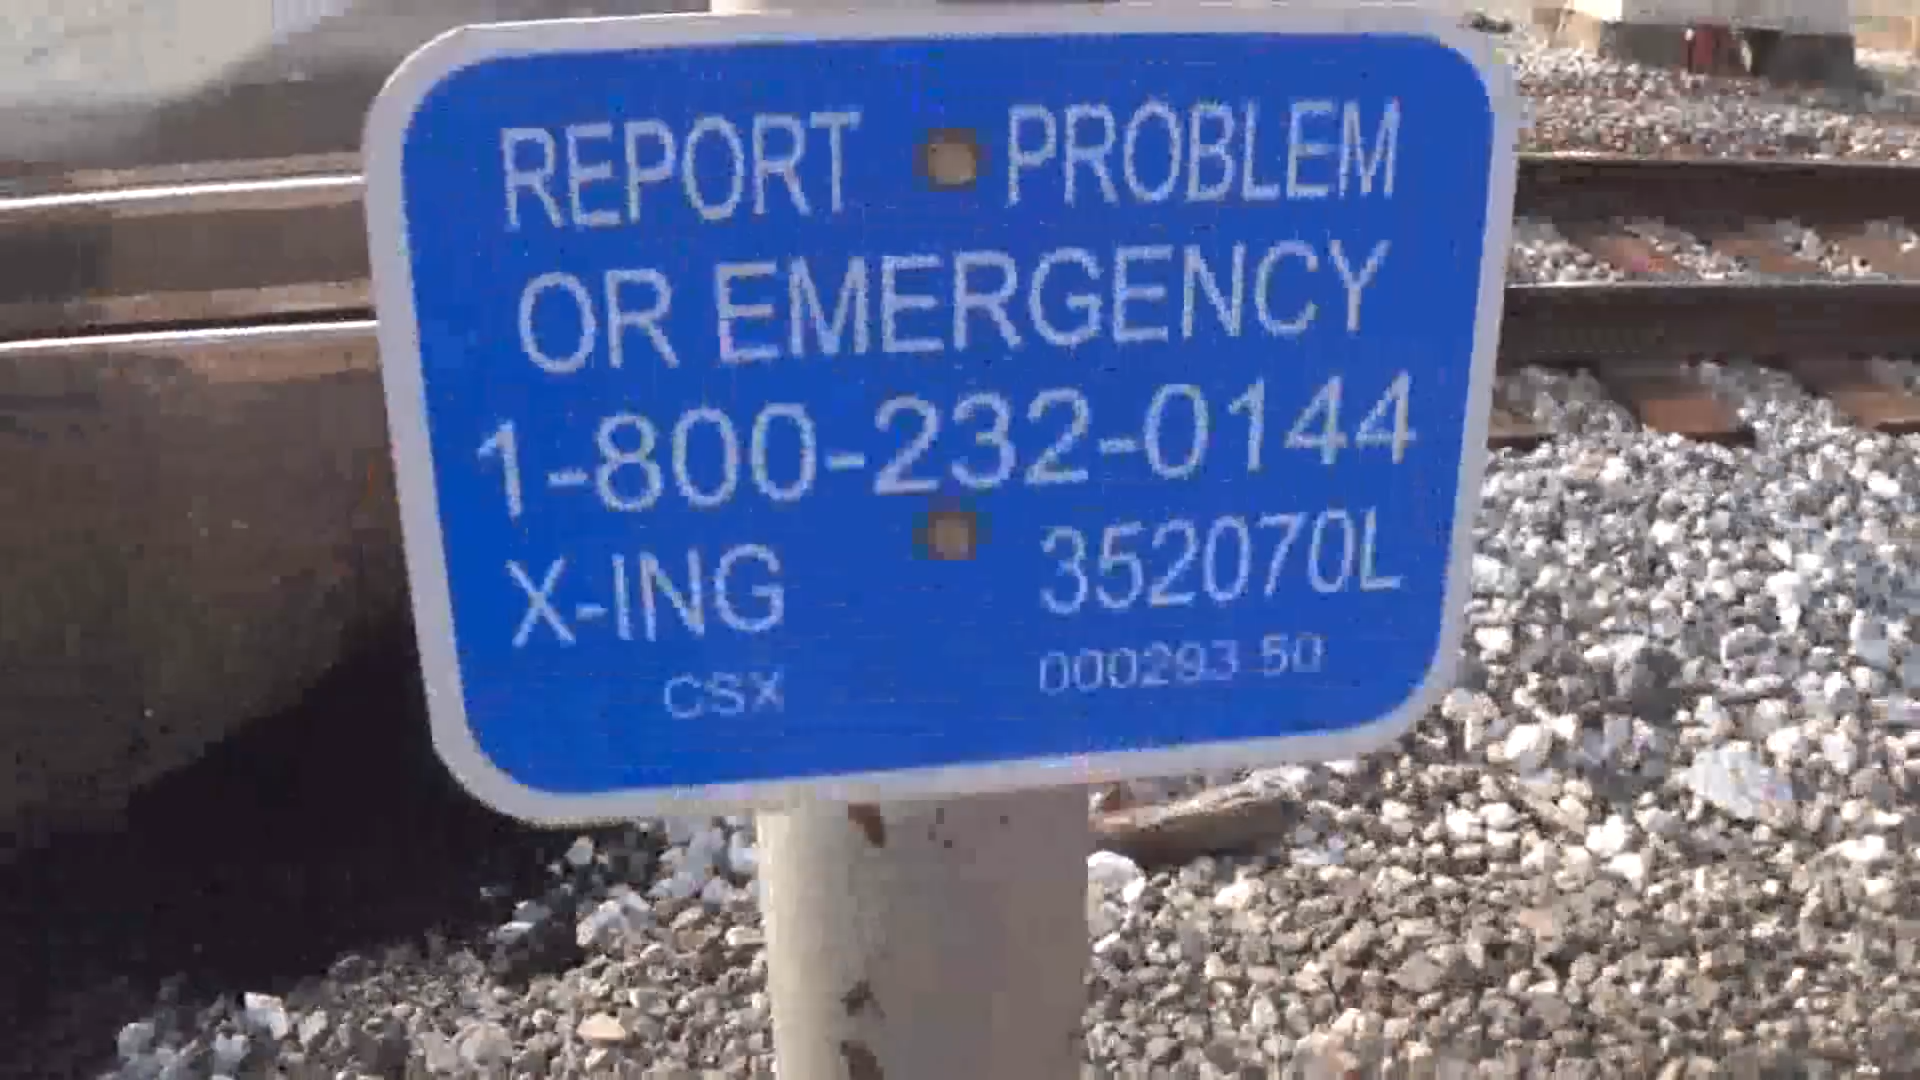 REPORT PROBLEM
OR EMERGENCY
1-800-232-0144
X-ING 352070L
CSX 000293.50